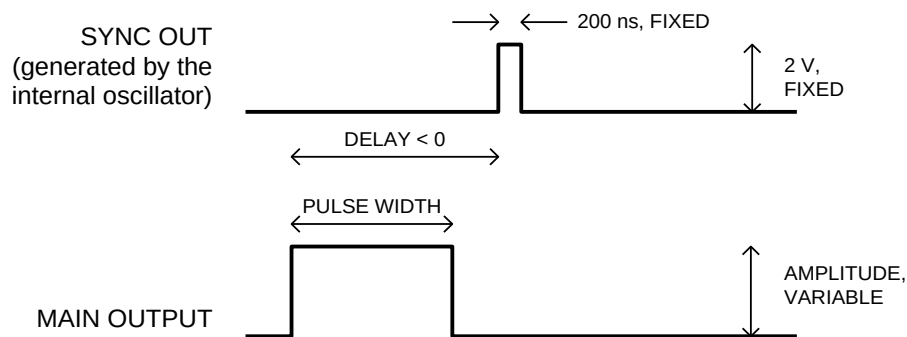 SYNC OUT
(generated by the
internal oscillator)
200 ns, FIXED
2 V,
FIXED
DELAY < 0
PULSE WIDTH
AMPLITUDE,
VARIABLE
MAIN OUTPUT